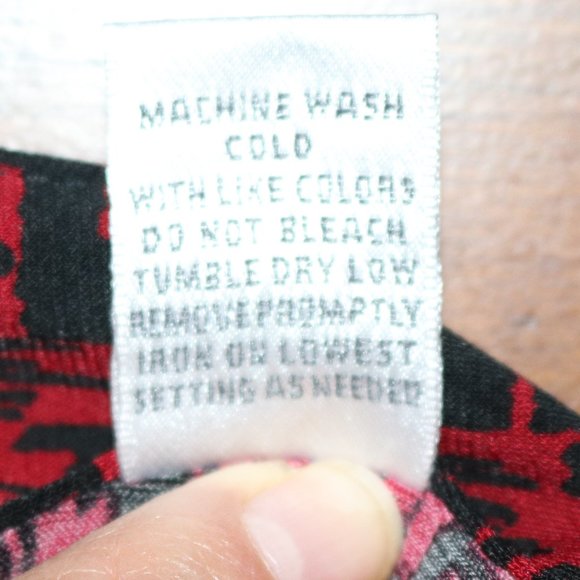 MACHINE WASH
COLD
WITH LIKE COLORS
DO NOT BLEACH
TUMBLE DRY LOW
REMOVE PROMPTLY
IRON ON LOWEST
SETTING AS NEEDED